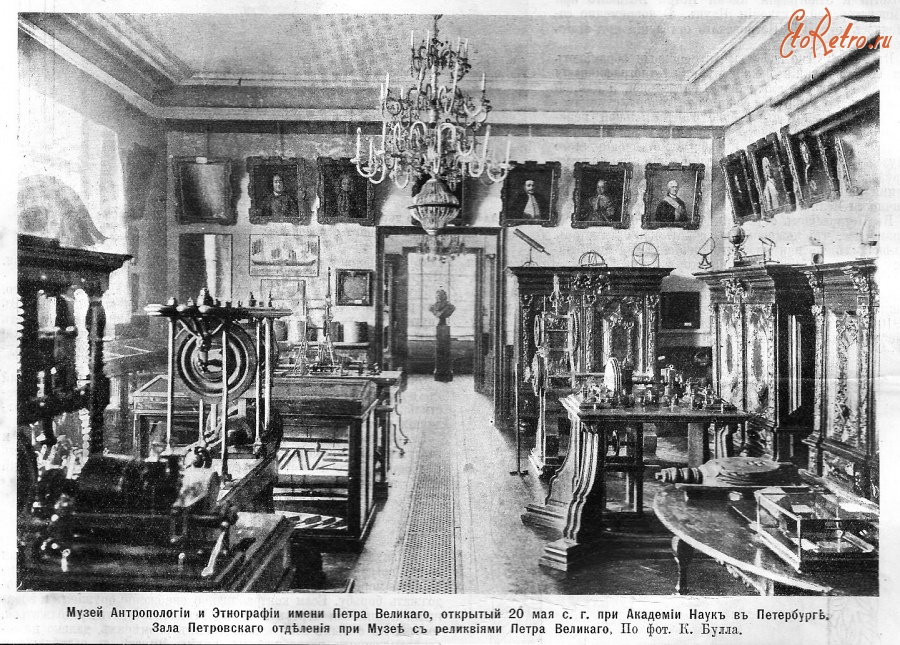 EtoRetro.ru
Музей Антропологіи и Этнографіи имени Петра Великаго, открытый 20 мая с. г. при Академіи Наукъ въ Петербургѣ.
Зала Петровскаго отдѣленія при Музеѣ съ реликвіями Петра Великаго. По фот. К. Булла.